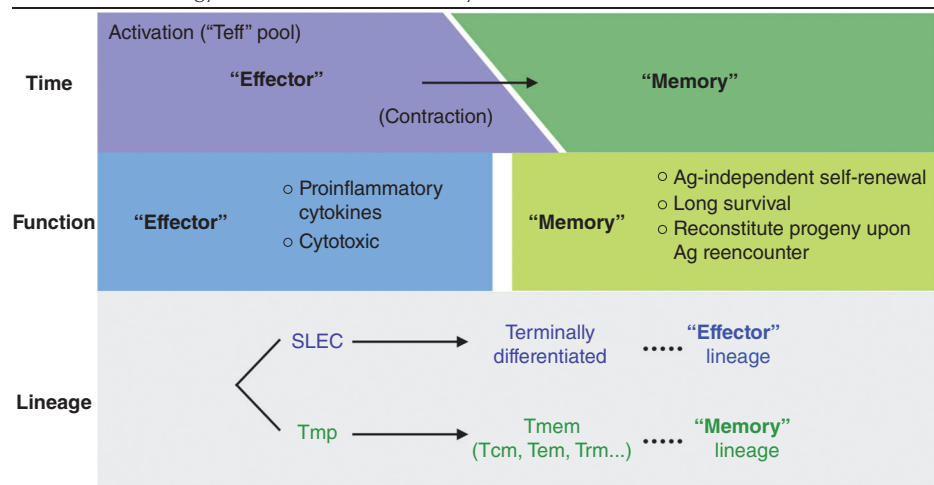 Activation (“Teff” pool)
Time
“Effector”
“Memory”
(Contraction)
Function
“Effector”
○ Proinflammatory
cytokines
○ Cytotoxic
“Memory”
○ Ag-independent self-renewal
○ Long survival
○ Reconstitute progeny upon
Ag reencounter
Lineage
SLEC
Terminally
differentiated
•••••
“Effector”
lineage
Tmp
Tmem
(Tcm, Tem, Trm...)
•••••
“Memory”
lineage